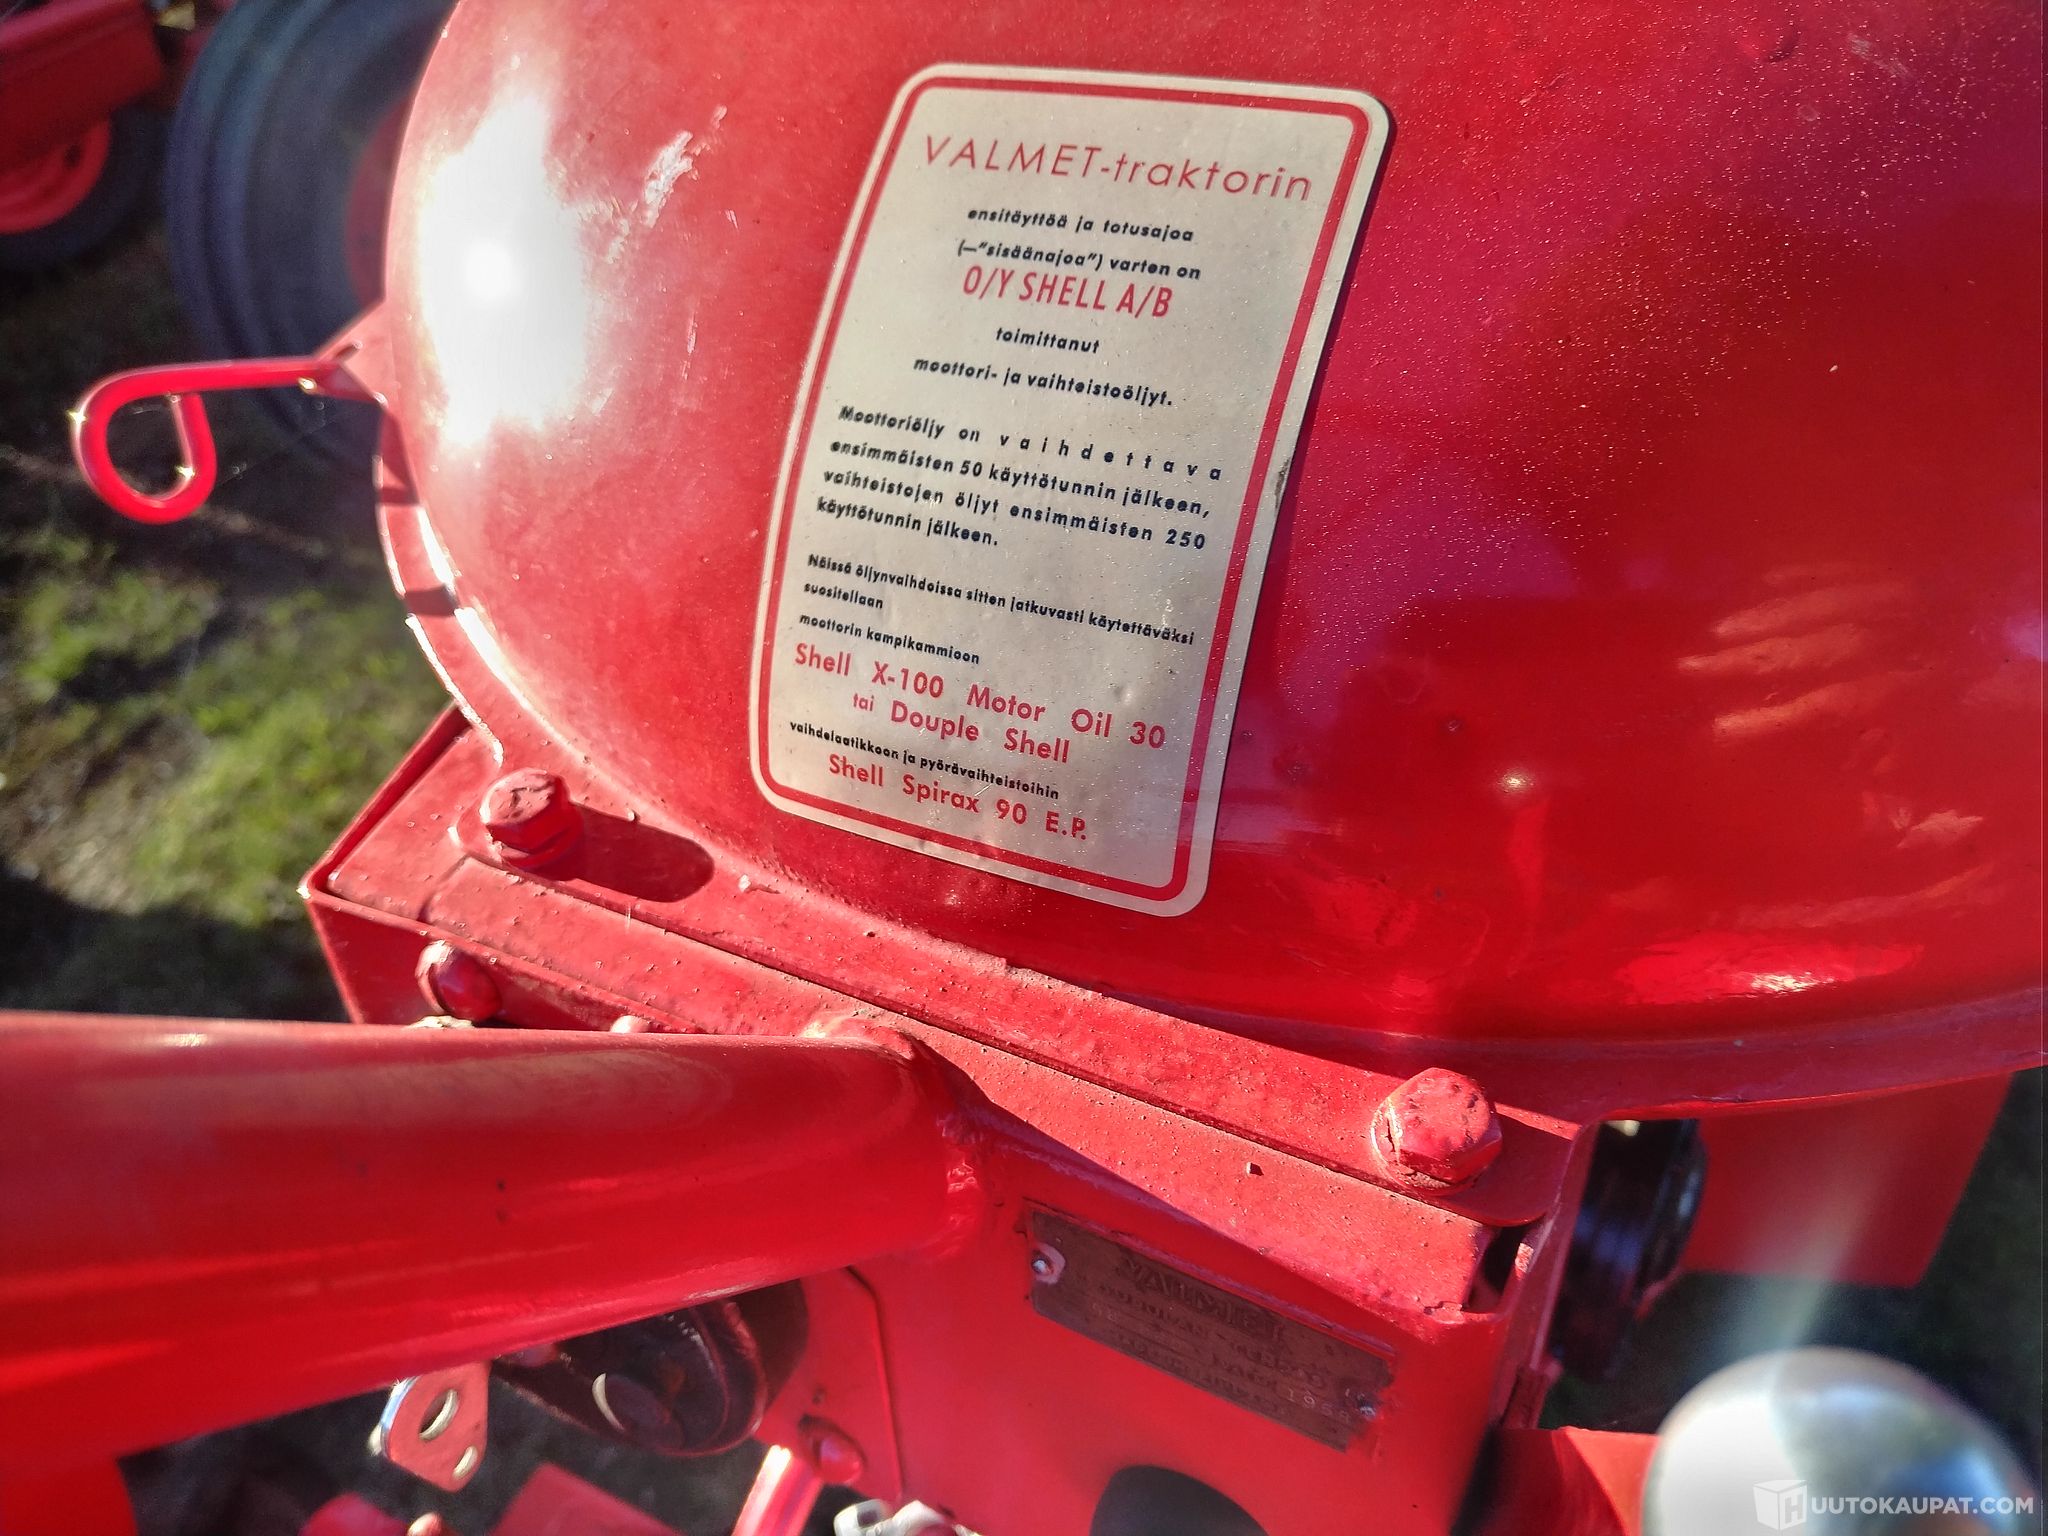 VALMET-traktorin
ensitäyttöä ja totusajoa
(—"sisäänajoa") varten on
O/Y SHELL A/B
toimittanut
moottori- ja vaihteistoöljyt.
Moottoriöljy on vaihdettava
ensimmäisten 50 käyttötunnin jälkeen,
vaihteistojen öljyt ensimmäisten 250
käyttötunnin jälkeen.
Näissä öljynvaihdoissa sitten jatkuvasti käytettäväksi
suositellaan
moottorin kampikammioon
Shell X-100 Motor Oil 30
tai Douple Shell
vaihdelaatikkoon ja pyörävaihteistoihin
Shell Spirax 90 E.P.
VALMET
HUUTOKAUPAT.COM